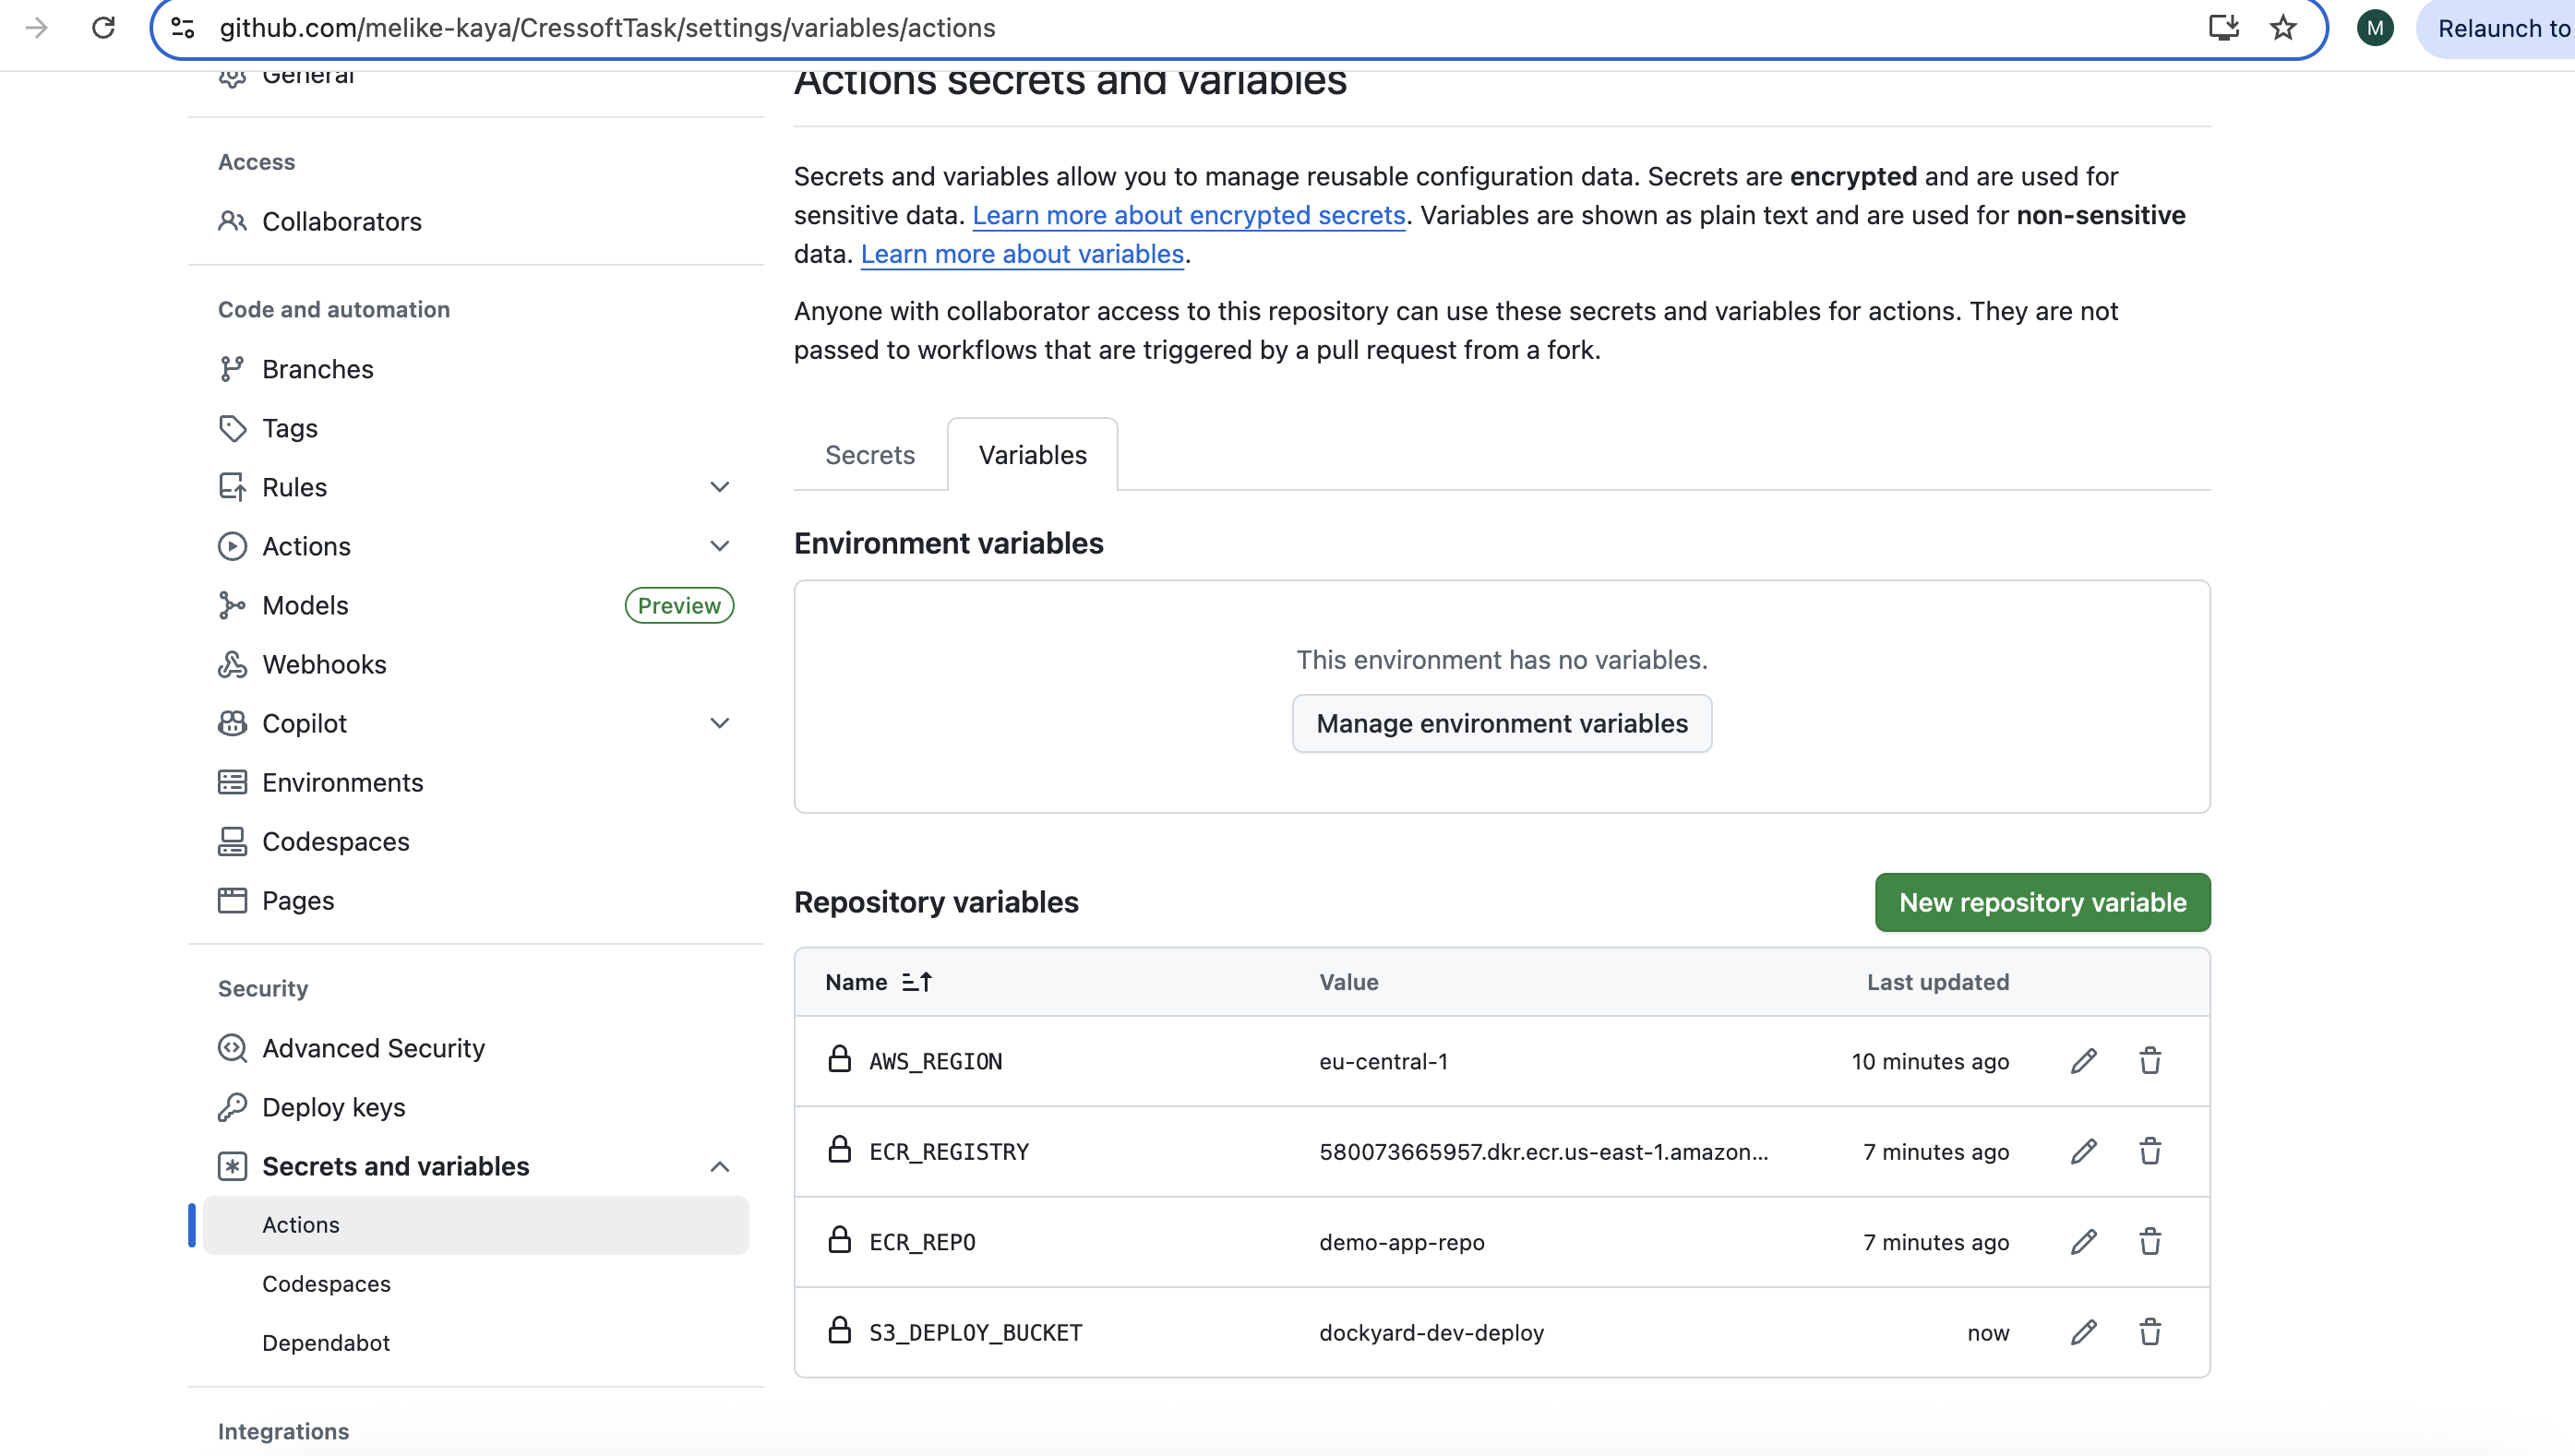 github.com/melike-kaya/CressoftTask/settings/variables/actions
M
Relaunch to
General
Access
Collaborators
Code and automation
Branches
Tags
Rules
Actions
Models
Preview
Webhooks
Copilot
Environments
Codespaces
Pages
Security
Advanced Security
Deploy keys
Secrets and variables
Actions
Codespaces
Dependabot
Integrations
Actions secrets and variables
Secrets and variables allow you to manage reusable configuration data. Secrets are encrypted and are used for
sensitive data. Learn more about encrypted secrets. Variables are shown as plain text and are used for non-sensitive
data. Learn more about variables.
Anyone with collaborator access to this repository can use these secrets and variables for actions. They are not
passed to workflows that are triggered by a pull request from a fork.
Secrets
Variables
Environment variables
This environment has no variables.
Manage environment variables
Repository variables
New repository variable
Name Value Last updated
AWS_REGION eu-central-1 10 minutes ago
ECR_REGISTRY 580073665957.dkr.ecr.us-east-1.amazon... 7 minutes ago
ECR_REPO demo-app-repo 7 minutes ago
S3_DEPLOY_BUCKET dockyard-dev-deploy now